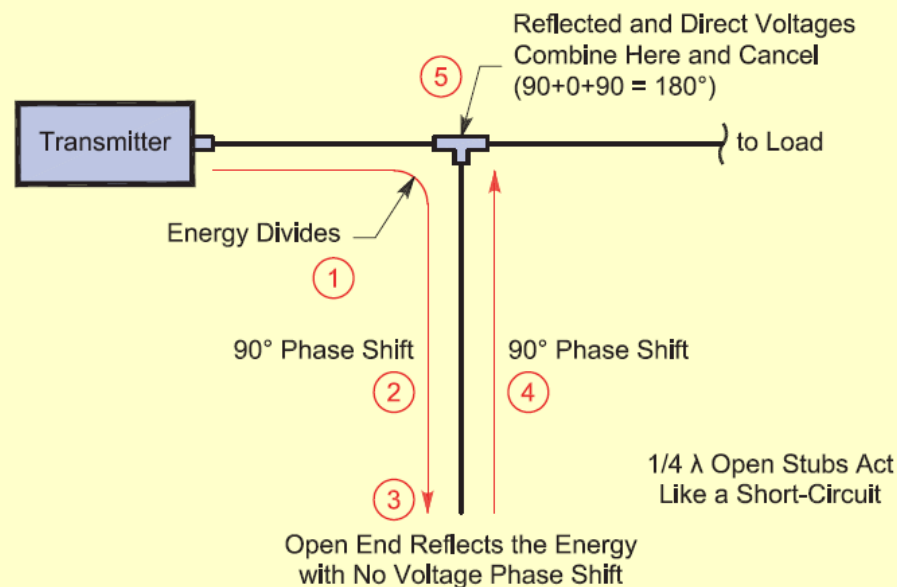 Reflected and Direct Voltages
Combine Here and Cancel
(90+0+90 = 180°)
5
Transmitter
to Load
Energy Divides
1
90° Phase Shift
2
90° Phase Shift
4
1/4 λ Open Stubs Act
Like a Short-Circuit
3
Open End Reflects the Energy
with No Voltage Phase Shift